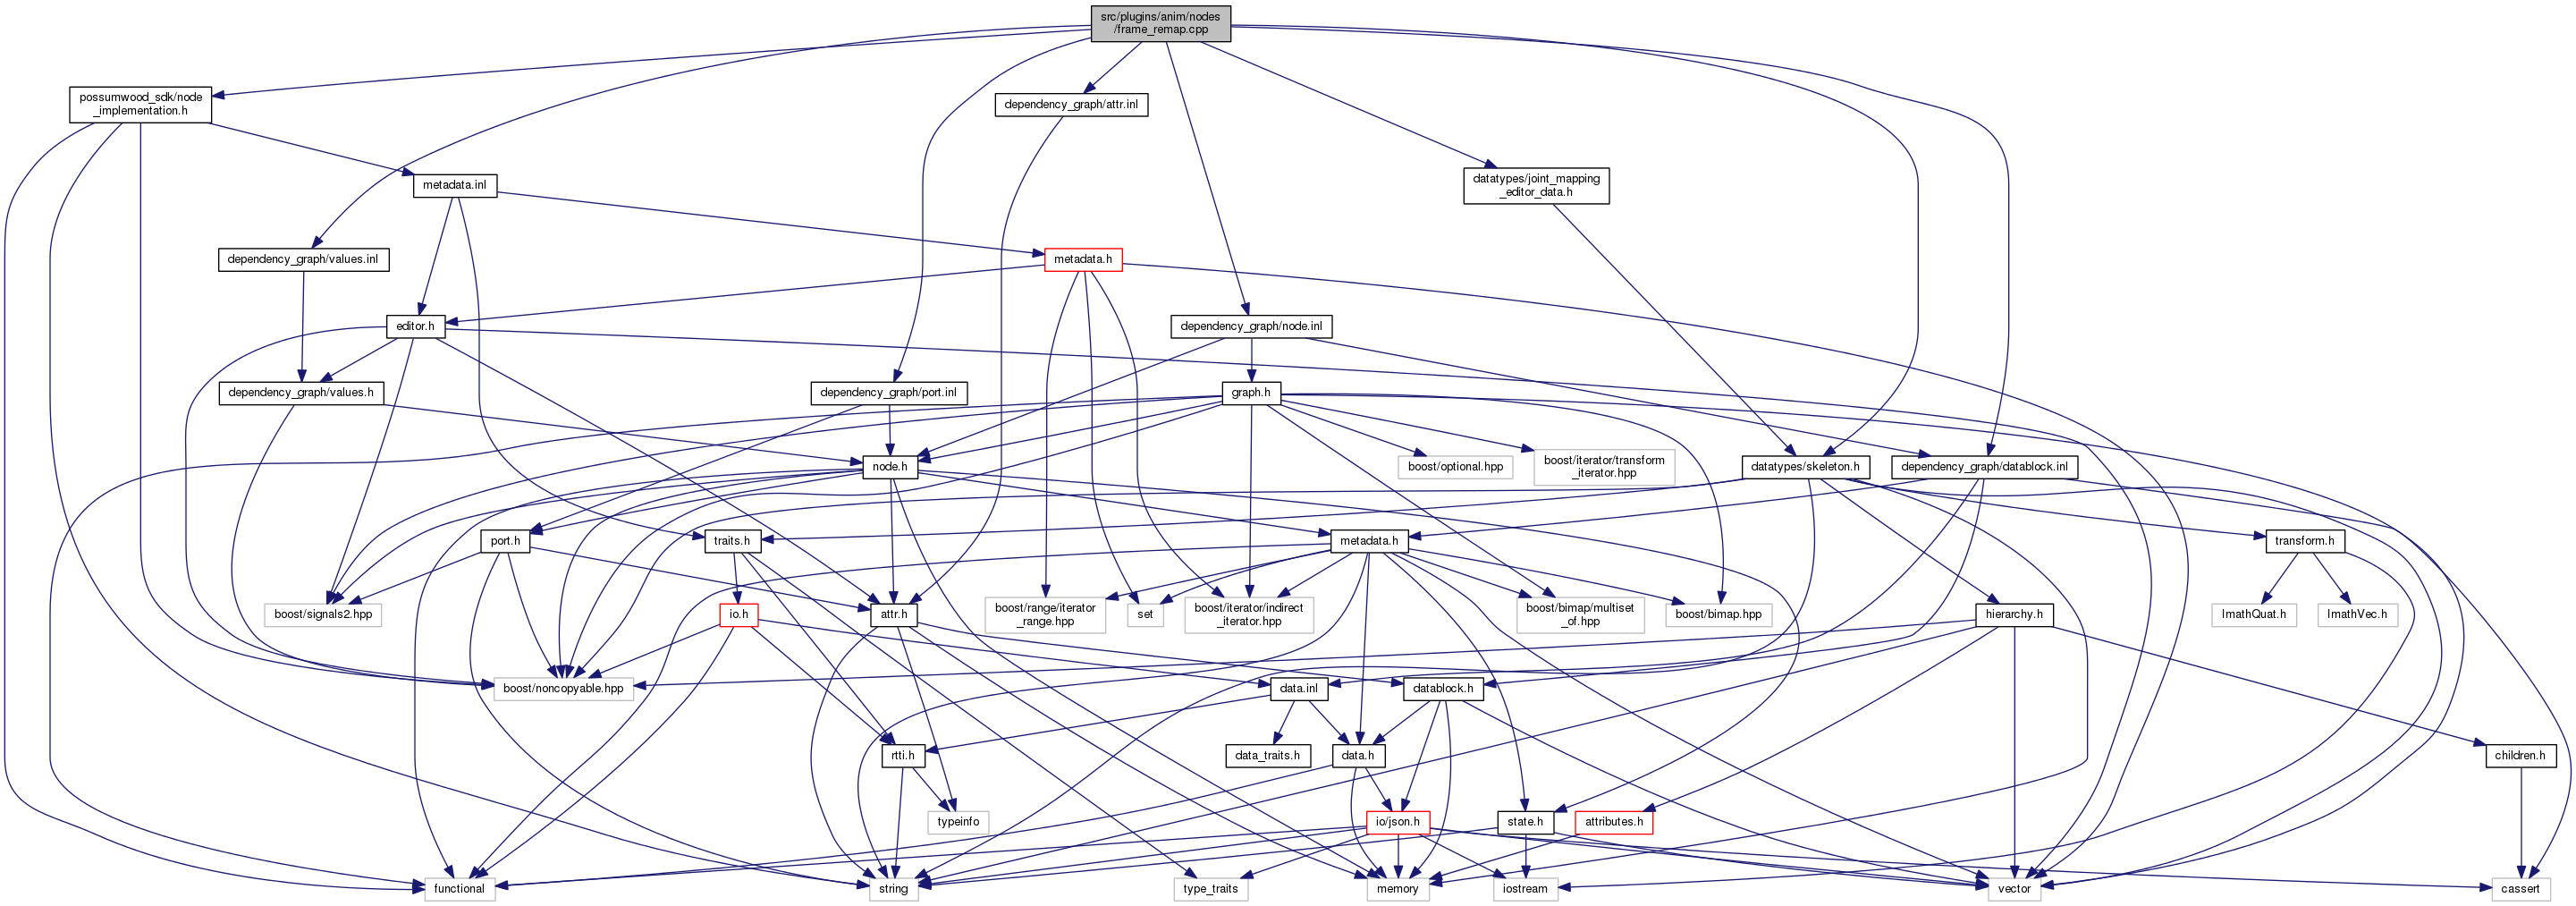 src/plugins/anim/nodes
/frame_remap.cpp
possumwood_sdk/node
_implementation.h
dependency_graph/attr.inl
metadata.inl
datatypes/joint_mapping
_editor_data.h
dependency_graph/values.inl
metadata.h
editor.h
dependency_graph/node.inl
dependency_graph/values.h
dependency_graph/port.inl
graph.h
node.h
boost/optional.hpp
boost/iterator/transform
_iterator.hpp
datatypes/skeleton.h
dependency_graph/datablock.inl
port.h
traits.h
metadata.h
transform.h
boost/signals2.hpp
io.h
attr.h
boost/range/iterator
_range.hpp
set
boost/iterator/indirect
_iterator.hpp
boost/bimap/multiset
_of.hpp
boost/bimap.hpp
hierarchy.h
ImathQuat.h
ImathVec.h
boost/noncopyable.hpp
data.inl
datablock.h
rtti.h
data_traits.h
data.h
children.h
typeinfo
io/json.h
state.h
attributes.h
functional
string
type_traits
memory
iostream
vector
cassert